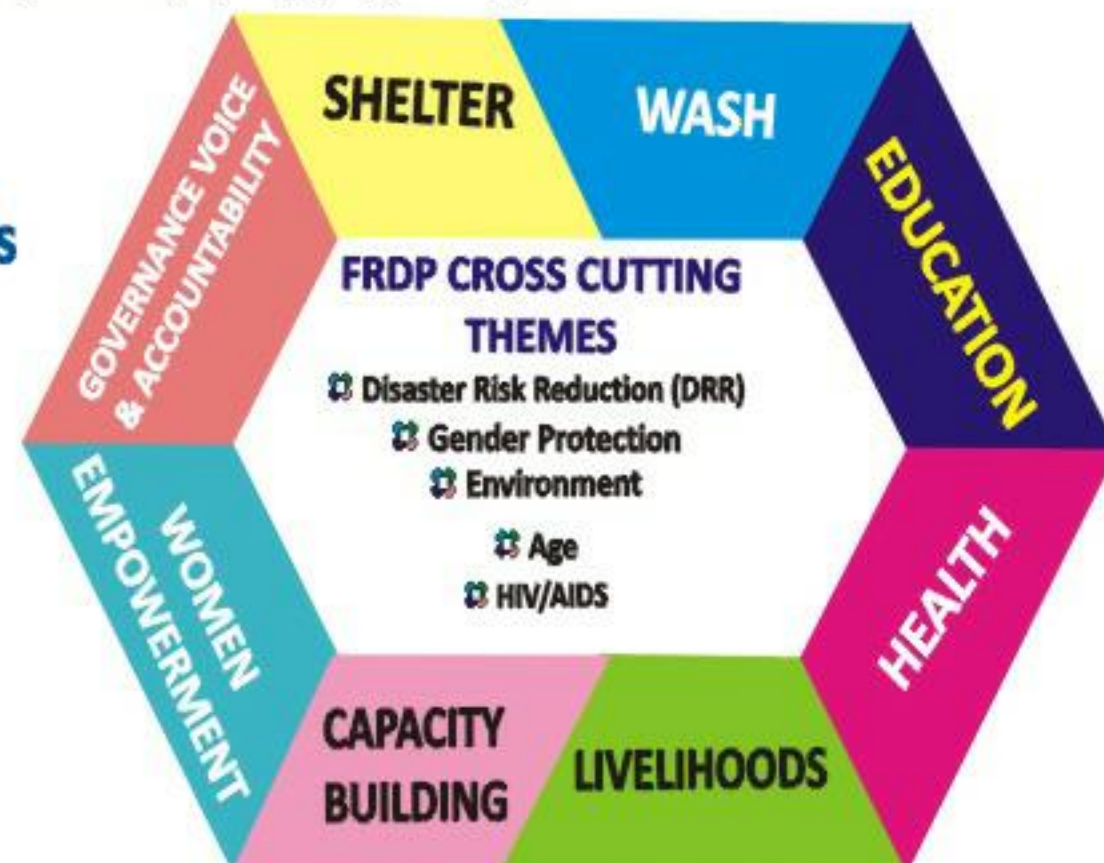 SHELTER
WASH
EDUCATION
HEALTH
LIVELIHOODS
CAPACITY
BUILDING
WOMEN
EMPOWERMENT
GOVERNANCE VOICE
& ACCOUNTABILITY
FRDP CROSS CUTTING
THEMES
Disaster Risk Reduction (DRR)
Gender Protection
Environment
Age
HIV/AIDS